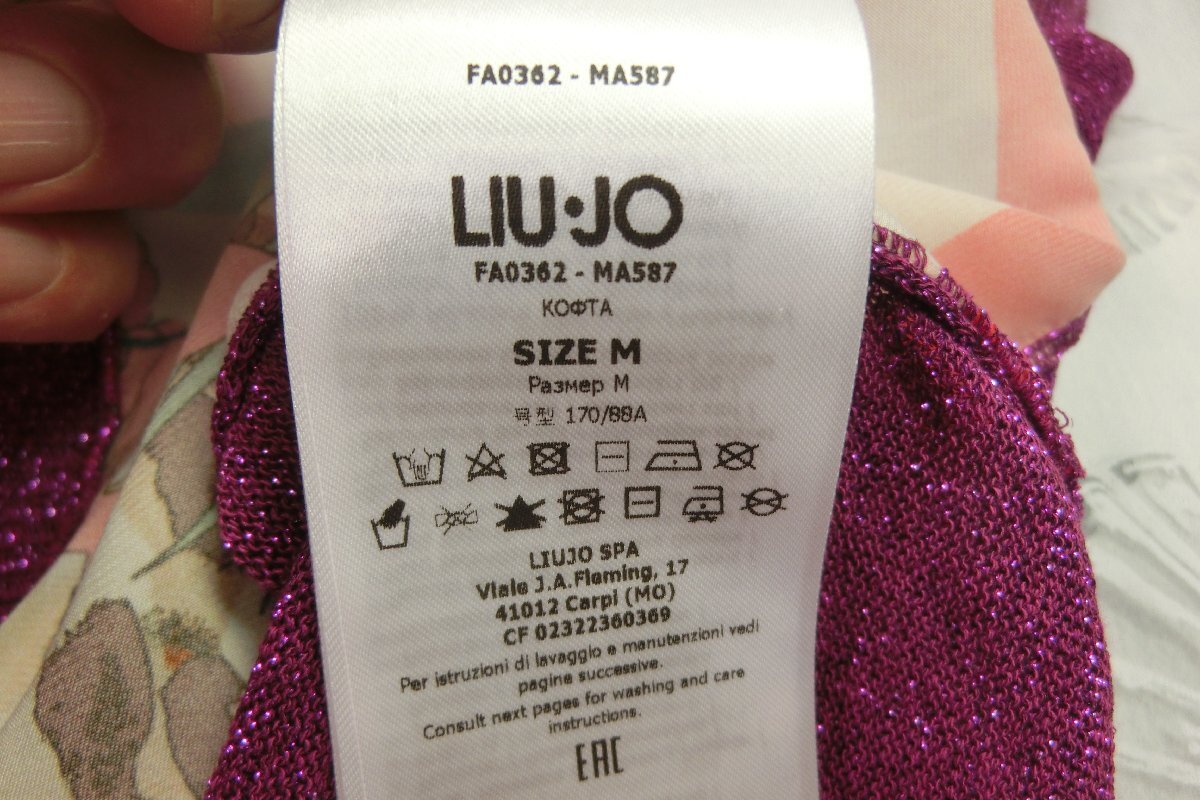 FA0362 - MA587
LIU·JO
FA0362 - MA587
КОФТА
SIZE M
Размер M
号型 170/88A
LIUJO SPA
Viale J.A.Fleming, 17
41012 Carpi (MO)
CF 02322360369
Per istruzioni di lavaggio e manutenzioni vedi
pagine successive.
Consult next pages for washing and care
instructions.
EAC